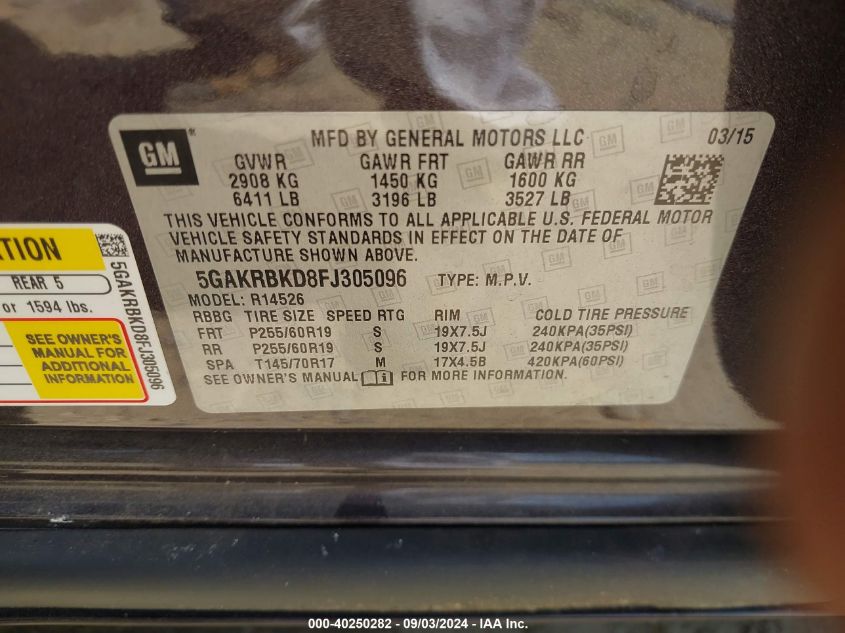 GM
MFD BY GENERAL MOTORS LLC
03/15
GVWR GAWR FRT GAWR RR
2908 KG 1450 KG 1600 KG
6411 LB 3196 LB 3527 LB
THIS VEHICLE CONFORMS TO ALL APPLICABLE U.S. FEDERAL MOTOR
VEHICLE SAFETY STANDARDS IN EFFECT ON THE DATE OF
MANUFACTURE SHOWN ABOVE.
5GAKRBKD8FJ305096 TYPE: M.P.V.
MODEL: R14526
RBBG TIRE SIZE SPEED RTG RIM COLD TIRE PRESSURE
FRT P255/60R19 S 19X7.5J 240KPA(35PSI)
RR P255/60R19 S 19X7.5J 240KPA(35PSI)
SPA T145/70R17 M 17X4.5B 420KPA(60PSI)
SEE OWNER'S MANUAL FOR MORE INFORMATION.
REAR 5
or 1594 lbs.
SEE OWNER'S
MANUAL FOR
ADDITIONAL
INFORMATION
5GAKRBKD8FJ305096
000-40250282 - 09/03/2024 - IAA Inc.